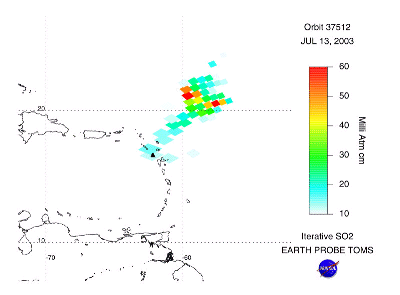 Orbit 37512
JUL 13, 2003
60
50
40
30
20
10
Milli Atm cm
20
10
-70
-60
Iterative SO2
EARTH PROBE TOMS
NASA